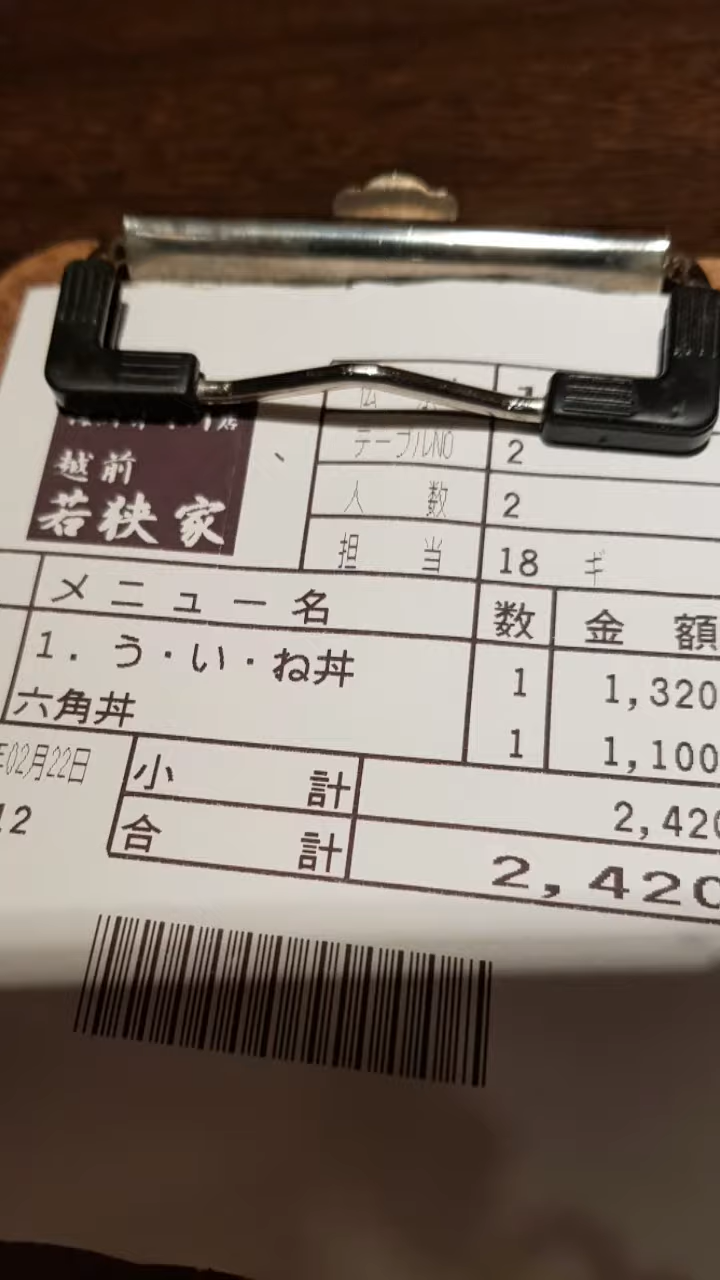 越前
若狭家
テーブルNO 2
人数 2
担当 18 ギ
メニュー名 数 金額
1. う・い・ね丼 1 1,320
六角丼 1 1,100
02月22日
小計 2,420
12
合計 2,420